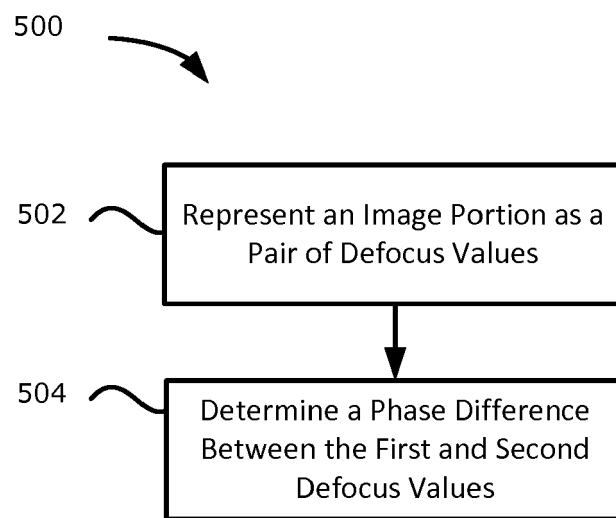 500
502
Represent an Image Portion as a
Pair of Defocus Values
504
Determine a Phase Difference
Between the First and Second
Defocus Values